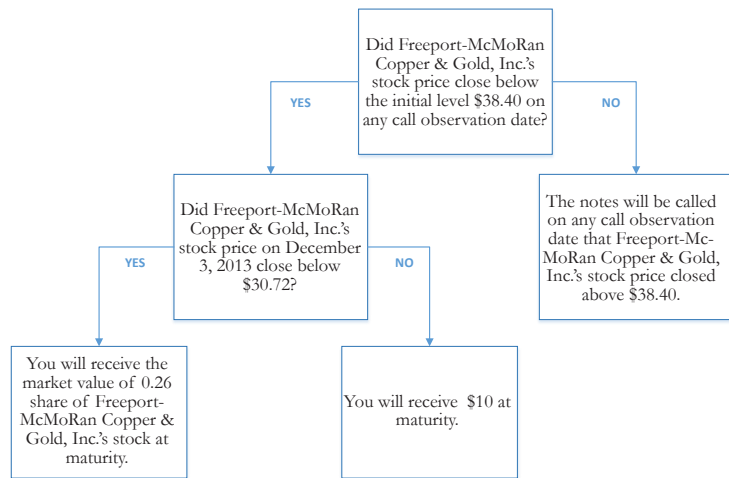 Did Freeport-McMoRan
Copper & Gold, Inc.'s
stock price close below
the initial level $38.40 on
any call observation date?
YES
NO
Did Freeport-McMoRan
Copper & Gold, Inc.'s
stock price on December
3, 2013 close below
$30.72?
The notes will be called
on any call observation
date that Freeport-Mc-
MoRan Copper & Gold,
Inc.'s stock price closed
above $38.40.
YES
NO
You will receive the
market value of 0.26
share of Freeport-
McMoRan Copper &
Gold, Inc.'s stock at
maturity.
You will receive $10 at
maturity.